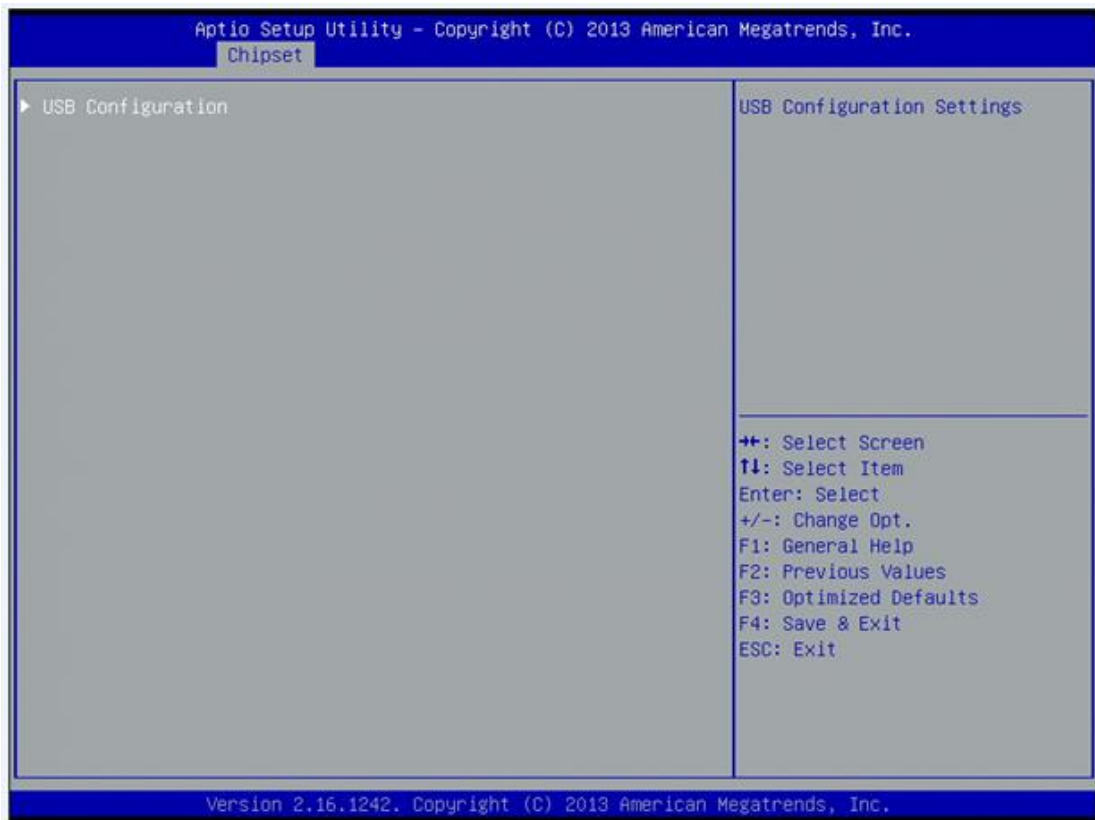 Aptio Setup Utility – Copyright (C) 2013 American Megatrends, Inc.
Chipset
► USB Configuration
USB Configuration Settings
→←: Select Screen
↑↓: Select Item
Enter: Select
+/-: Change Opt.
F1: General Help
F2: Previous Values
F3: Optimized Defaults
F4: Save & Exit
ESC: Exit
Version 2.16.1242. Copyright (C) 2013 American Megatrends, Inc.